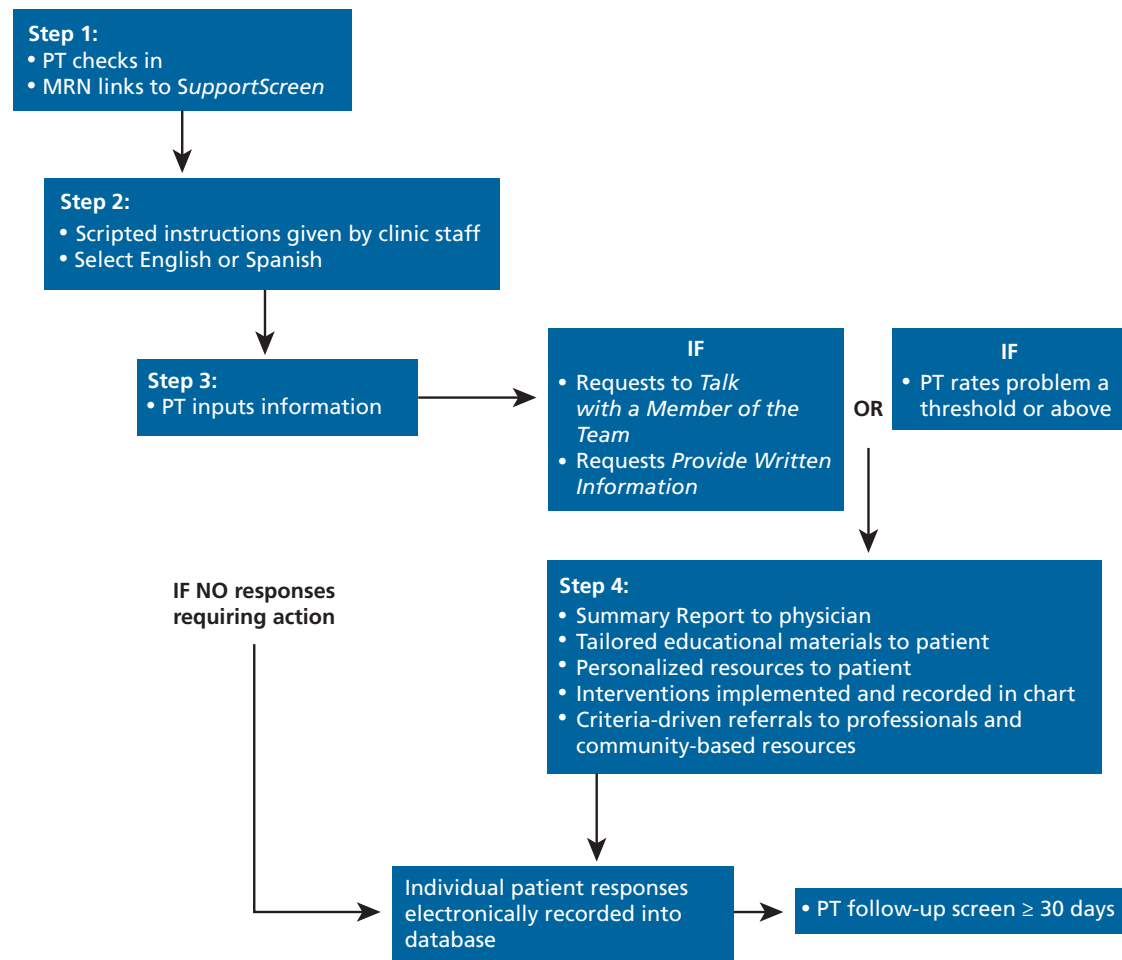 Step 1:
• PT checks in
• MRN links to SupportScreen
Step 2:
• Scripted instructions given by clinic staff
• Select English or Spanish
Step 3:
• PT inputs information
IF
• Requests to Talk
with a Member of the
Team
• Requests Provide Written
Information
OR
IF
• PT rates problem a
threshold or above
Step 4:
• Summary Report to physician
• Tailored educational materials to patient
• Personalized resources to patient
• Interventions implemented and recorded in chart
• Criteria-driven referrals to professionals and
community-based resources
IF NO responses
requiring action
Individual patient responses
electronically recorded into
database
• PT follow-up screen ≥ 30 days